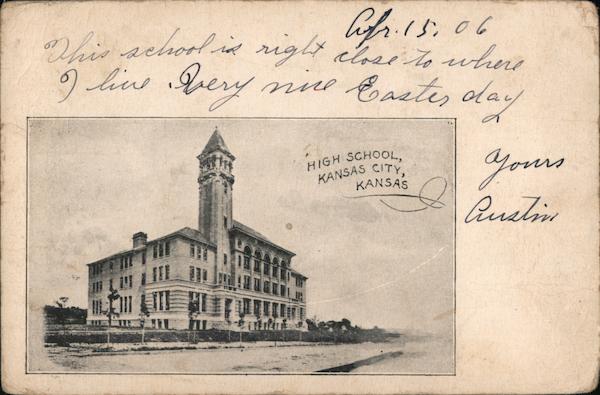 Apr. 15. 06
This school is right close to where
I live. Very nice Easter day
Yours
Austin
HIGH SCHOOL,
KANSAS CITY,
KANSAS